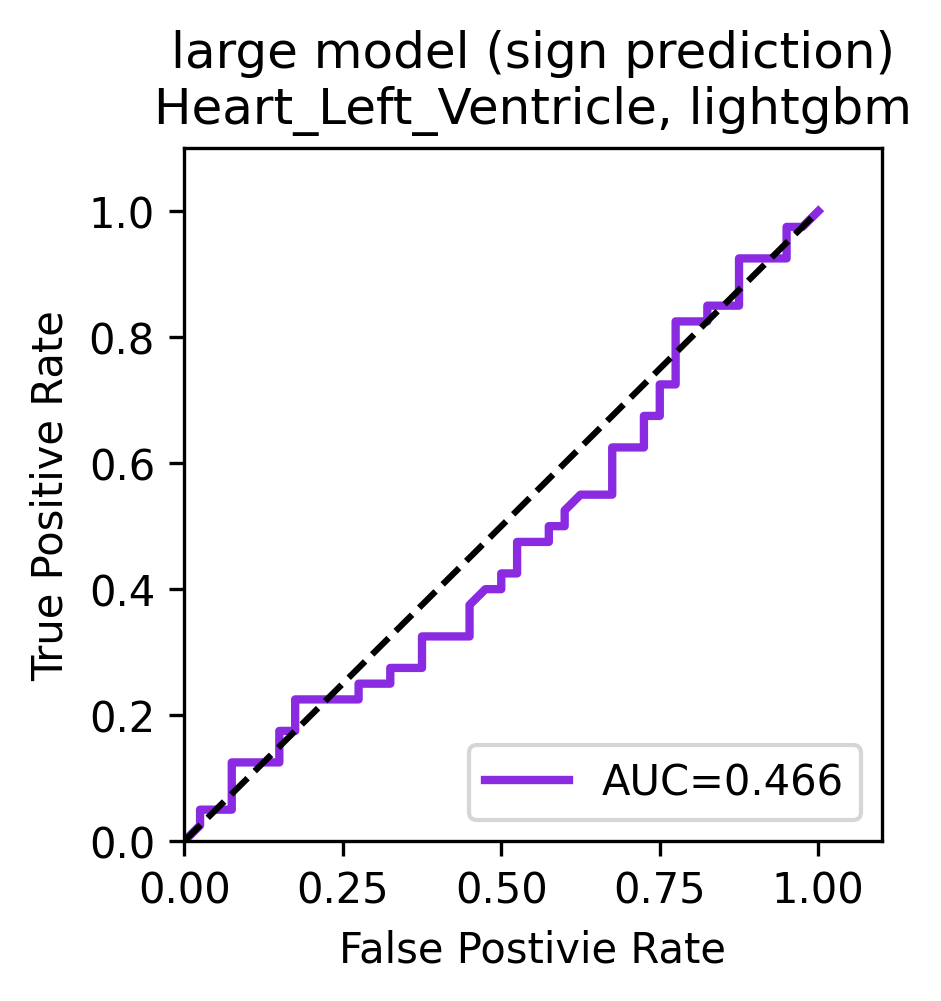 large model (sign prediction)
Heart_Left_Ventricle, lightgbm
1.0
0.8
0.6
0.4
0.2
0.0
True Positive Rate
AUC=0.466
0.00 0.25 0.50 0.75 1.00
False Postivie Rate